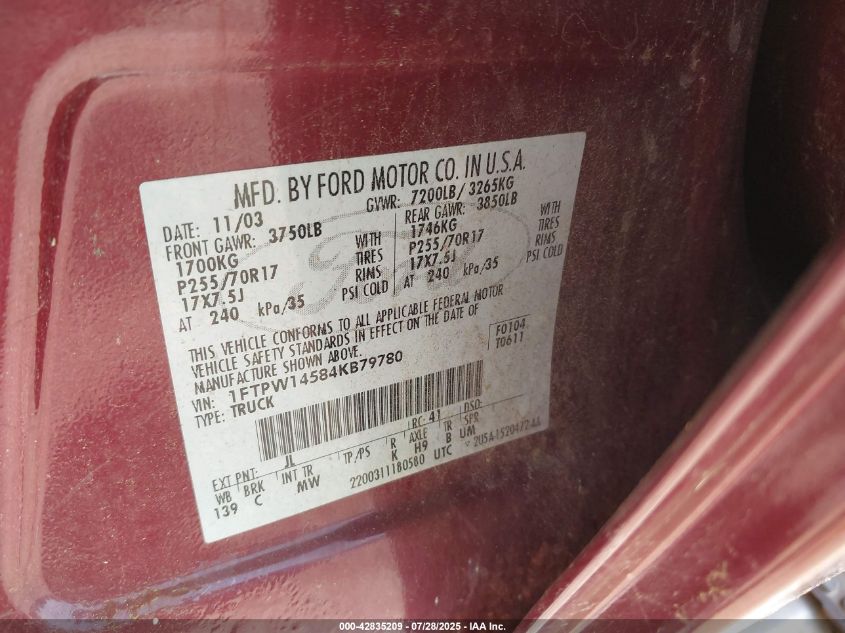 MFD. BY FORD MOTOR CO. IN U.S.A.
DATE: 11/03 GVWR: 7200LB/ 3265KG
FRONT GAWR: 3750LB REAR GAWR: 3850LB
1700KG WITH 1746KG WITH
P255/70R17 TIRES P255/70R17 TIRES
17X7.5J RIMS 17X7.5J RIMS
AT 240 kPa/35 PSI COLD AT 240 kPa/35 PSI COLD
THIS VEHICLE CONFORMS TO ALL APPLICABLE FEDERAL MOTOR
VEHICLE SAFETY STANDARDS IN EFFECT ON THE DATE OF
MANUFACTURE SHOWN ABOVE.
F0104
T0611
VIN: 1FTPW14584KB79780
TYPE: TRUCK
Ford
RC: 41 DSO:
EXT PNT: JL
WB BRK INT TR TP/PS R AXLE TR SPR
139 C MW K H9 B UM
2200311180580 UTC
000-42835209 - 07/28/2025 - IAA Inc.